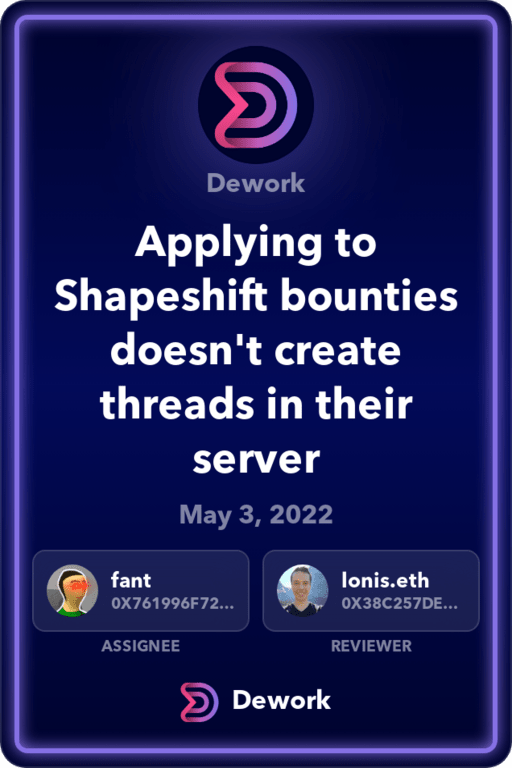 Dework
Applying to
Shapeshift bounties
doesn't create
threads in their
server
May 3, 2022
fant
0X761996F72...
ASSIGNEE
lonis.eth
0X38C257DE...
REVIEWER
Dework